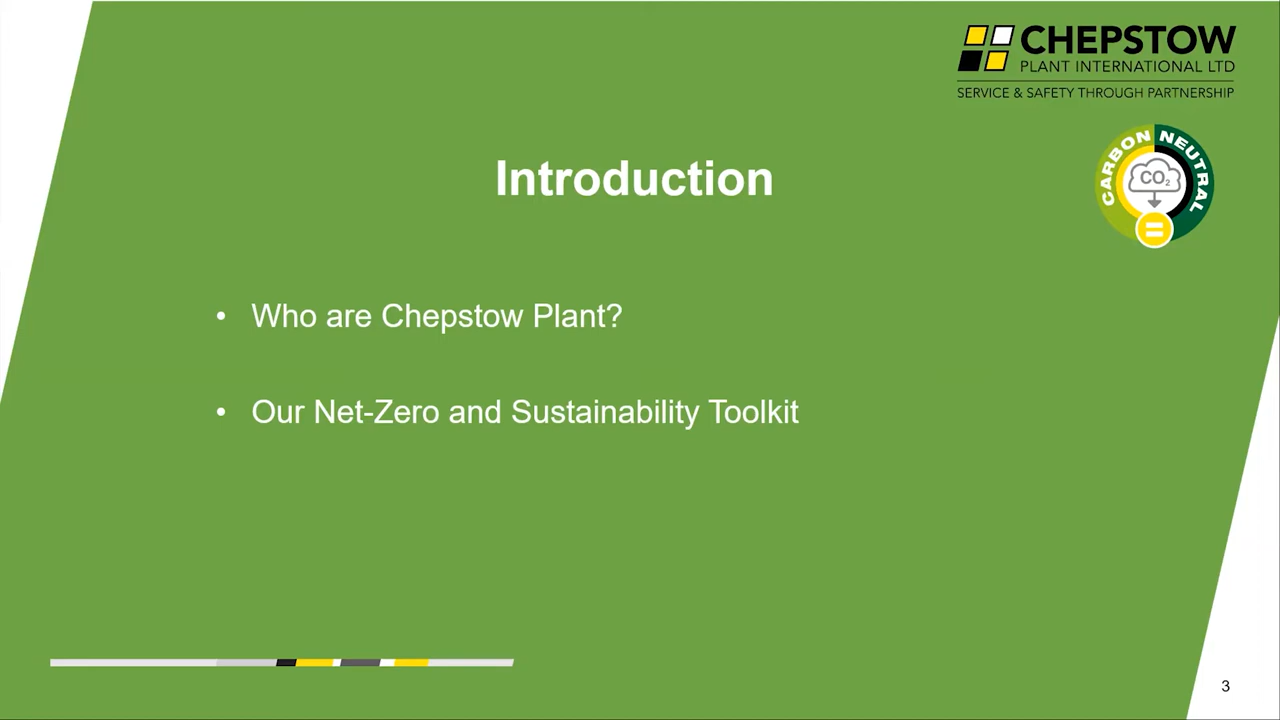 CHEPSTOW
PLANT INTERNATIONAL LTD
SERVICE & SAFETY THROUGH PARTNERSHIP
CARBON NEUTRAL
CO₂
Introduction
• Who are Chepstow Plant?
• Our Net-Zero and Sustainability Toolkit
3